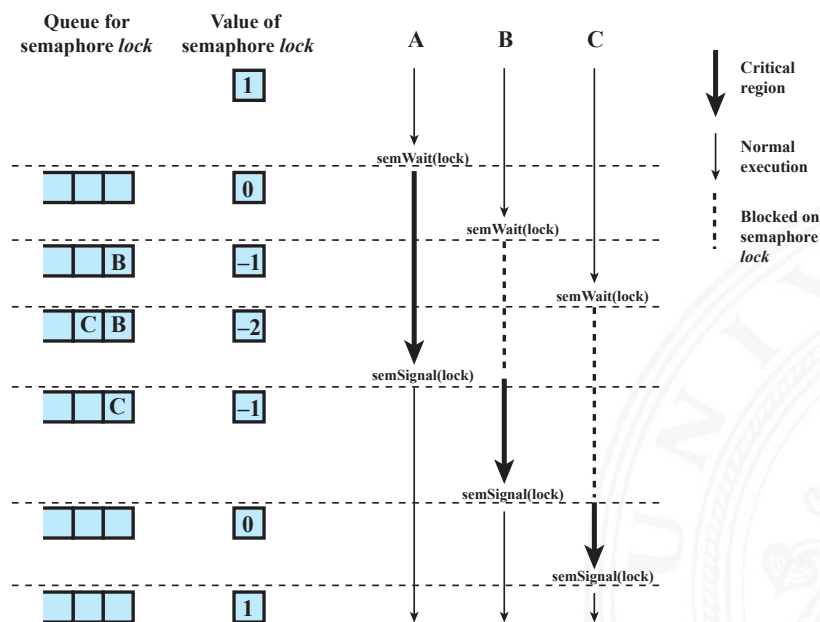 Queue for
semaphore lock
Value of
semaphore lock
A
B
C
1
Critical
region
Normal
execution
Blocked on
semaphore
lock
semWait(lock)
0
semWait(lock)
B
–1
semWait(lock)
C B
–2
semSignal(lock)
C
–1
semSignal(lock)
0
semSignal(lock)
1
UNIV